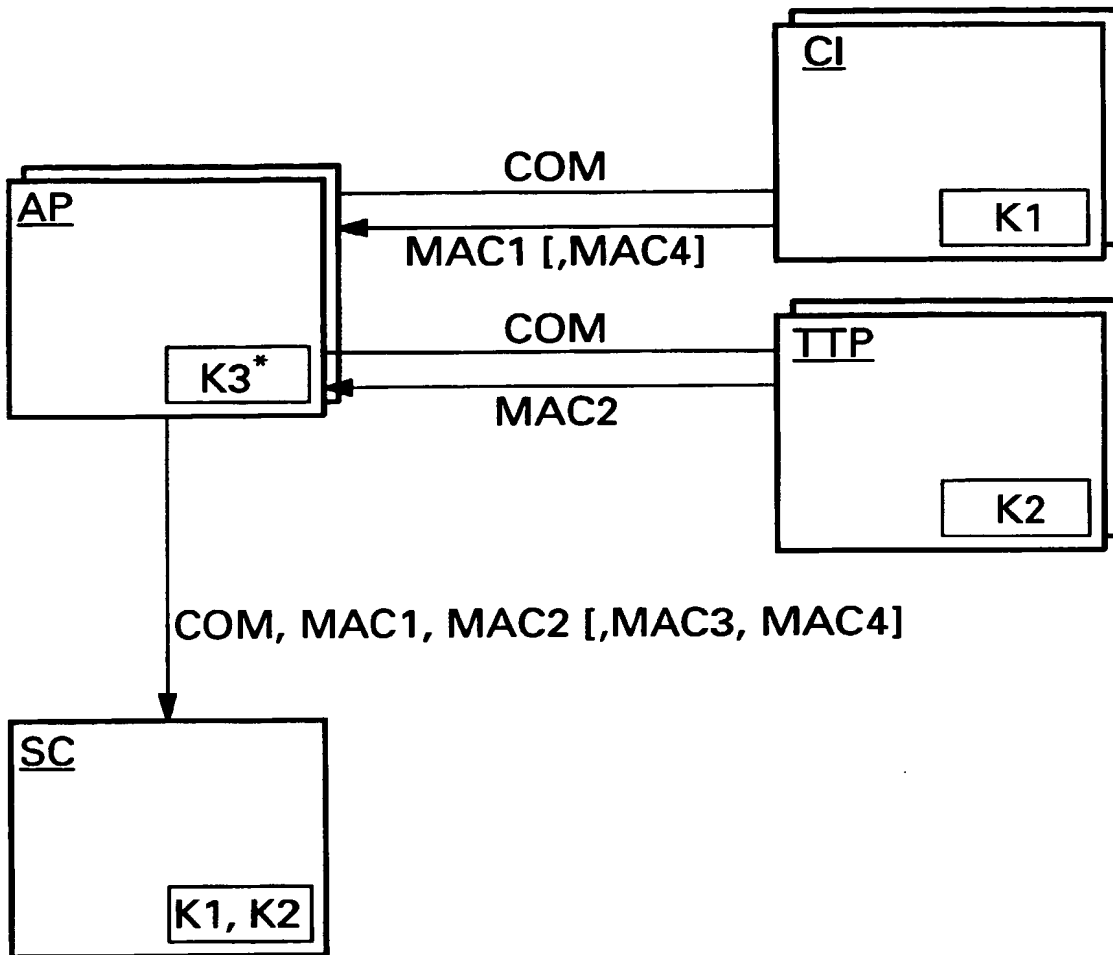 CI
K1
COM
MAC1 [,MAC4]
AP
K3*
COM
MAC2
TTP
K2
COM, MAC1, MAC2 [,MAC3, MAC4]
SC
K1, K2